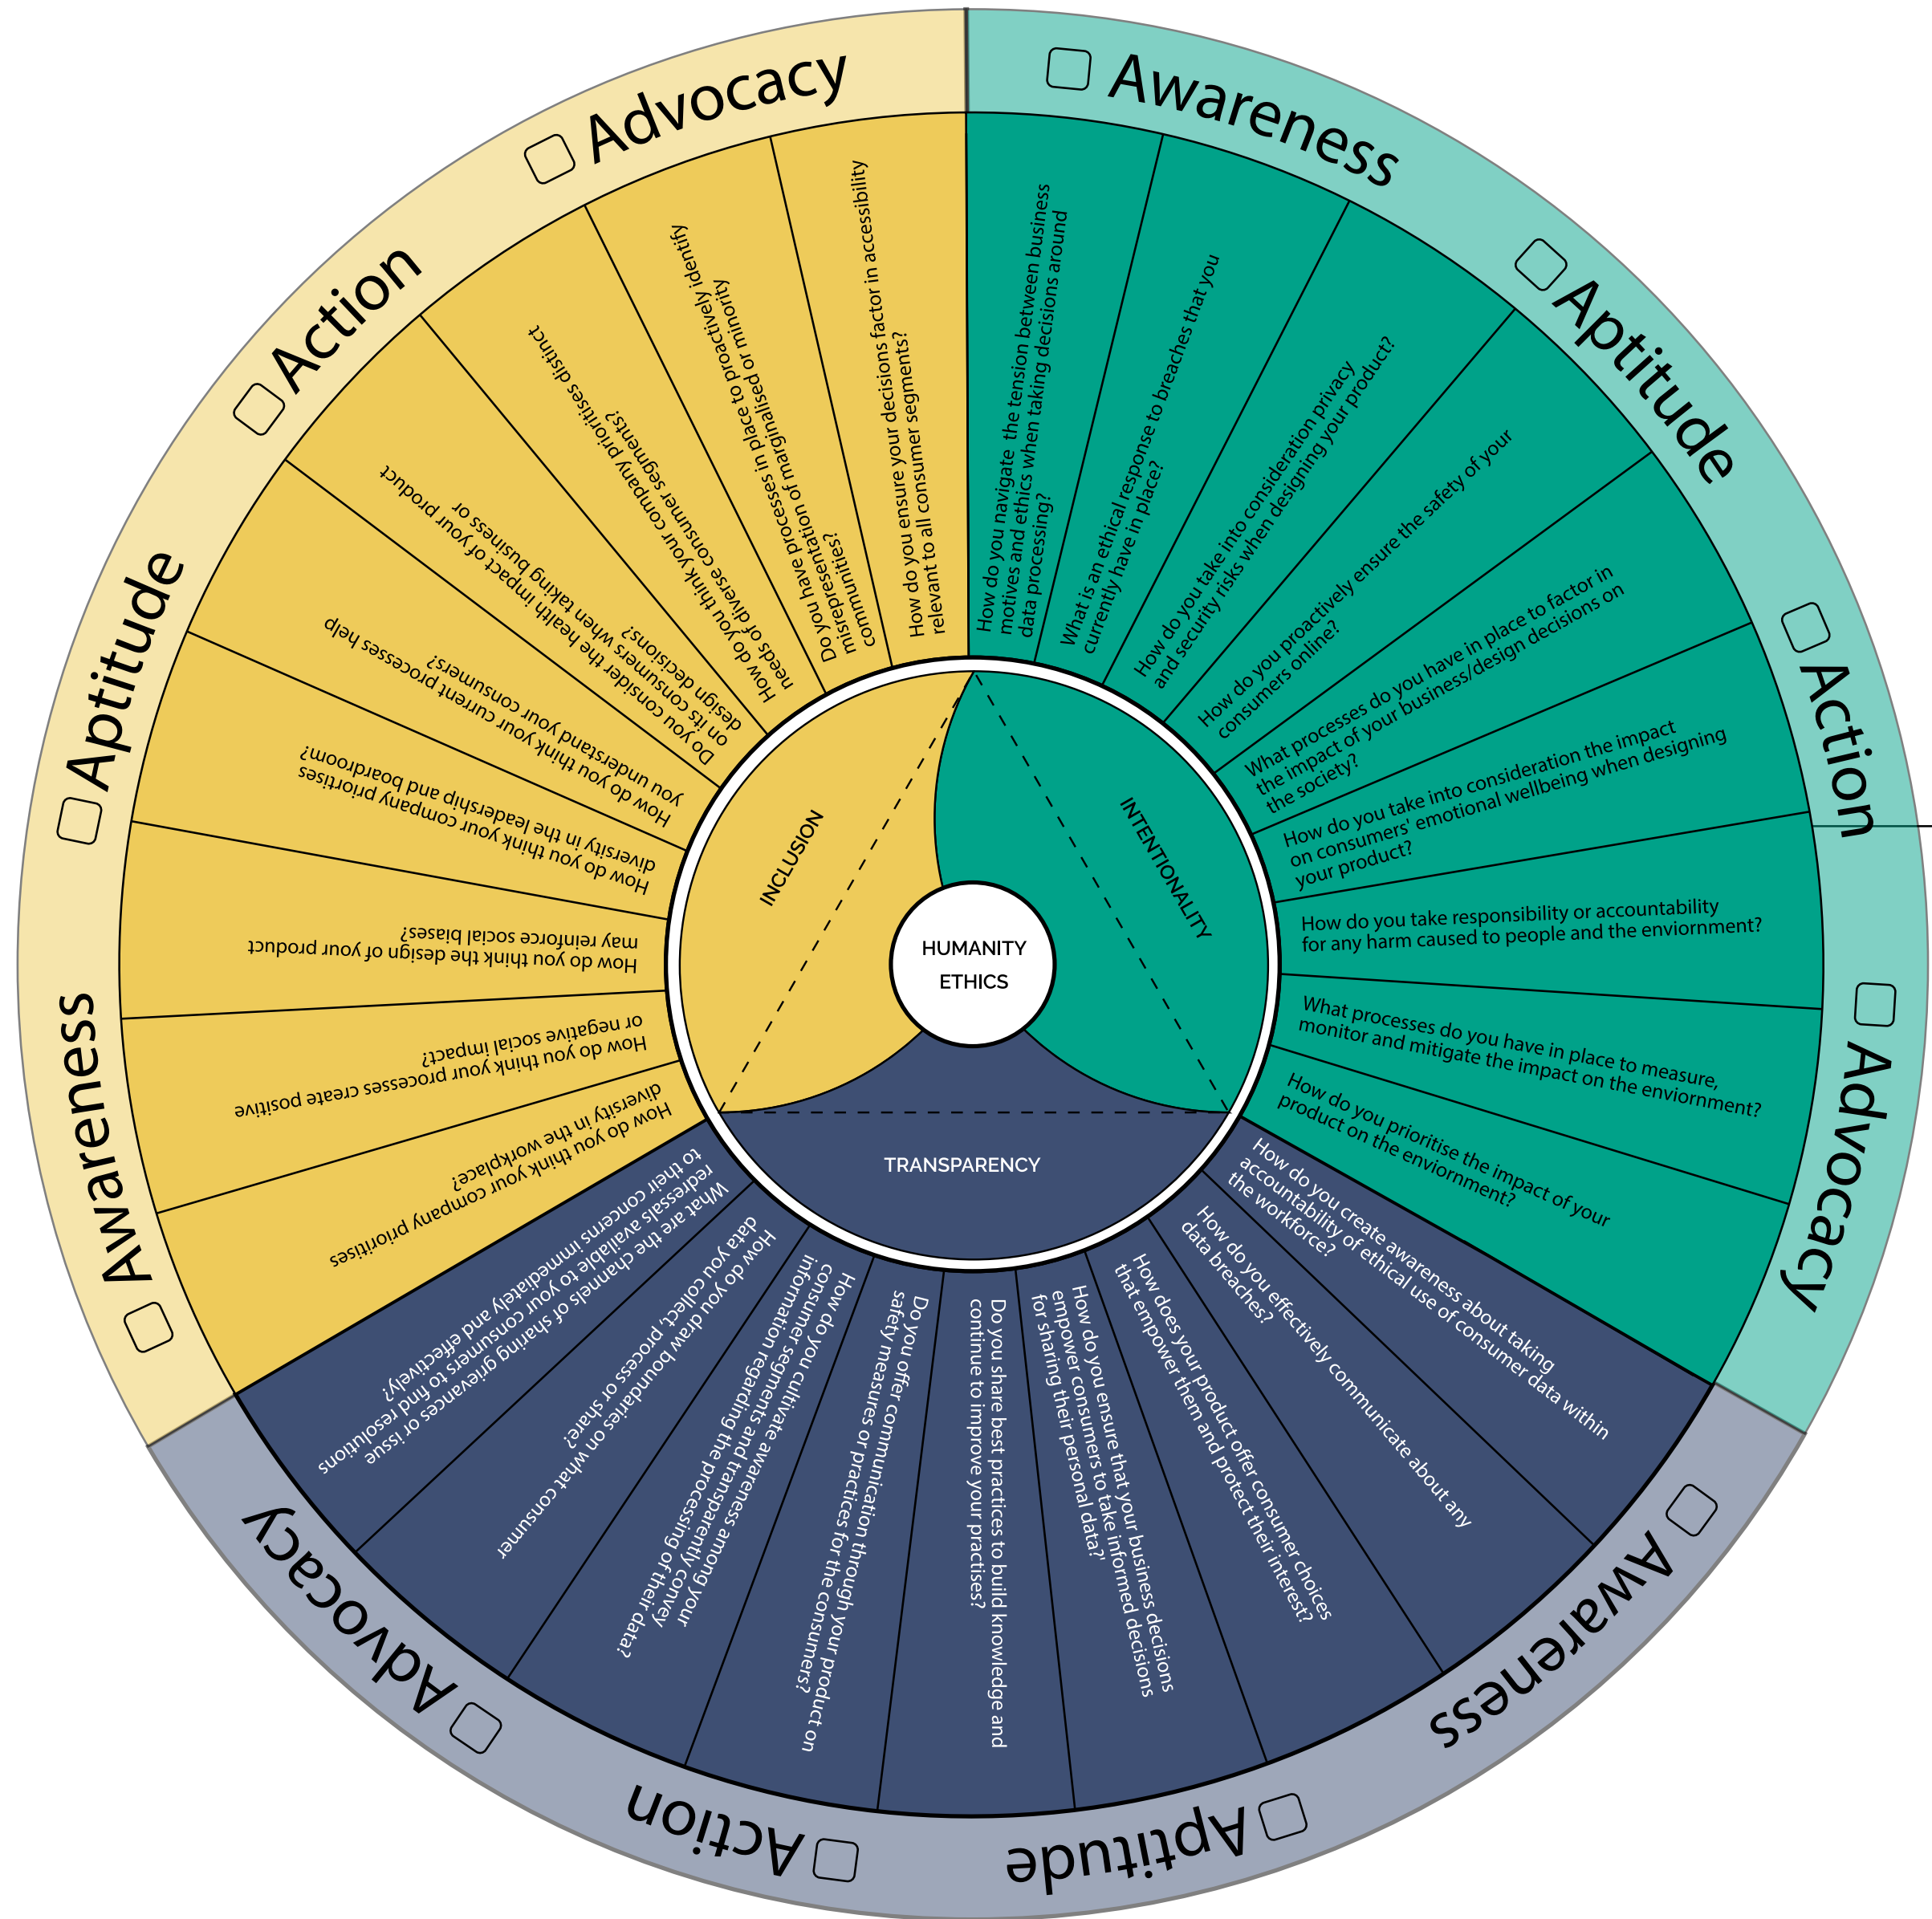 Awareness
Aptitude
Action
Advocacy
How do you navigate the tension between business
motives and ethics when taking decisions around
data processing?
What is an ethical response to breaches that you
currently have in place?
How do you take into consideration privacy
and security risks when designing your product?
How do you proactively ensure the safety of your
consumers online?
What processes do you have in place to factor in
the impact of your business/design decisions on
the society?
How do you take into consideration the impact
on consumers' emotional wellbeing when designing
your product?
How do you take responsibility or accountability
for any harm caused to people and the enviornment?
What processes do you have in place to measure,
monitor and mitigate the impact on the enviornment?
How do you prioritise the impact of your
product on the enviornment?
Awareness
Aptitude
Action
Advocacy
How do you create awareness about taking
accountability of ethical use of consumer data within
the workforce?
How do you effectively communicate about any
data breaches?
How does your product offer consumer choices
that empower them and protect their interest?
How do you ensure that your business decisions
empower consumers to take informed decisions
for sharing their personal data?'
Do you share best practices to build knowledge and
continue to improve your practises?
Do you offer communication through your product on
safety measures or practices for the consumers?
How do you cultivate awareness among your
consumer segments and transparently convey
information regarding the processing of their data?
How do you draw boundaries on what consumer
data you collect, process or share?
What are the channels of sharing grievances or issue
redressals available to your consumers to find resolutions
to their concerns immediately and effectively?
Awareness
Aptitude
Action
Advocacy
How do you think your company prioritises
diversity in the workplace?
How do you think your processes create positive
or negative social impact?
How do you think the design of your product
may reinforce social biases?
How do you think your company prioritises
diversity in the leadership and boardroom?
How do you think your current processes help
you understand your consumers?
Do you consider the health impact of your product
on its consumers when taking business or
design decisions?
How do you think your company prioritises distinct
needs of diverse consumer segments?
Do you have processes in place to proactively identify
misrepresentation of marginalised or minority
communities?
How do you ensure your decisions factor in accessibility
relevant to all consumer segments?
INCLUSION
INTENTIONALITY
HUMANITY
ETHICS
TRANSPARENCY